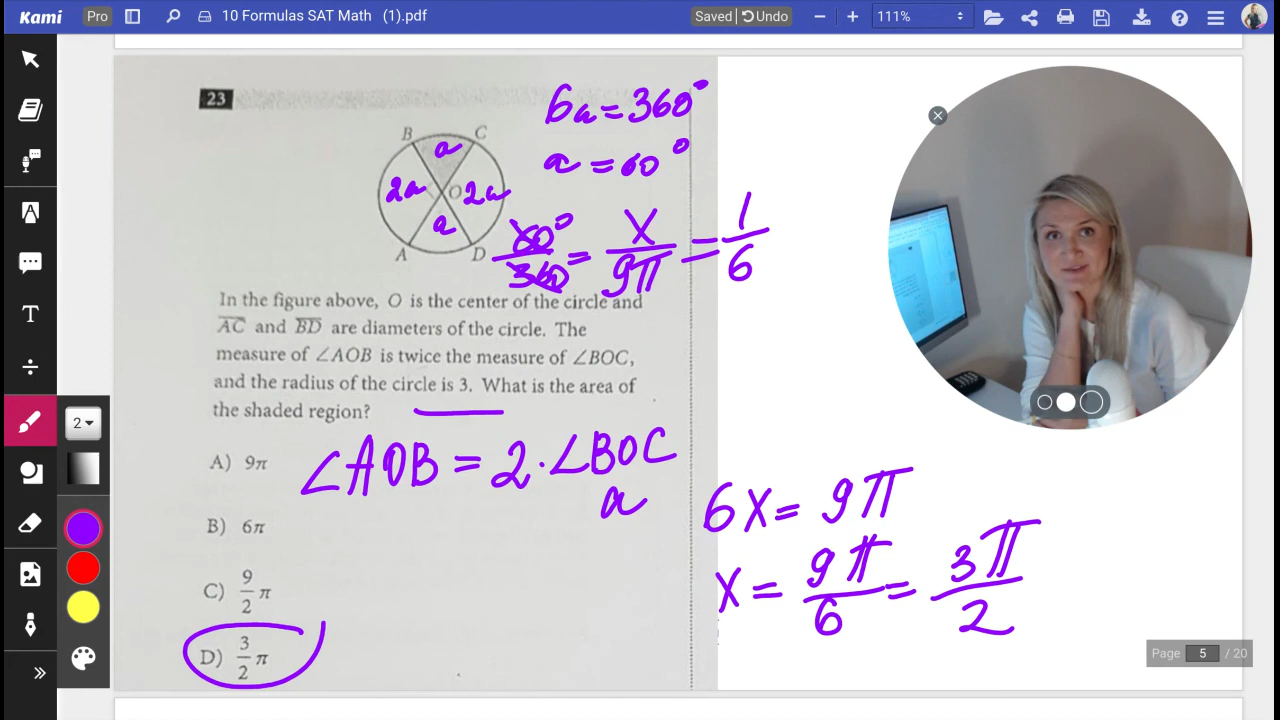 Kami Pro 10 Formulas SAT Math (1).pdf Saved Undo 111%
23
B C
a
2a O 2a
a
A D
6a = 360°
a = 60°
60°/360 = x/9π = 1/6
In the figure above, O is the center of the circle and
AC and BD are diameters of the circle. The
measure of ∠AOB is twice the measure of ∠BOC,
and the radius of the circle is 3. What is the area of
the shaded region?
A) 9π
∠AOB = 2·∠BOC
a
B) 6π
C) 9/2 π
D) 3/2 π
6x = 9π
x = 9π/6 = 3π/2
2
Page 5 / 20